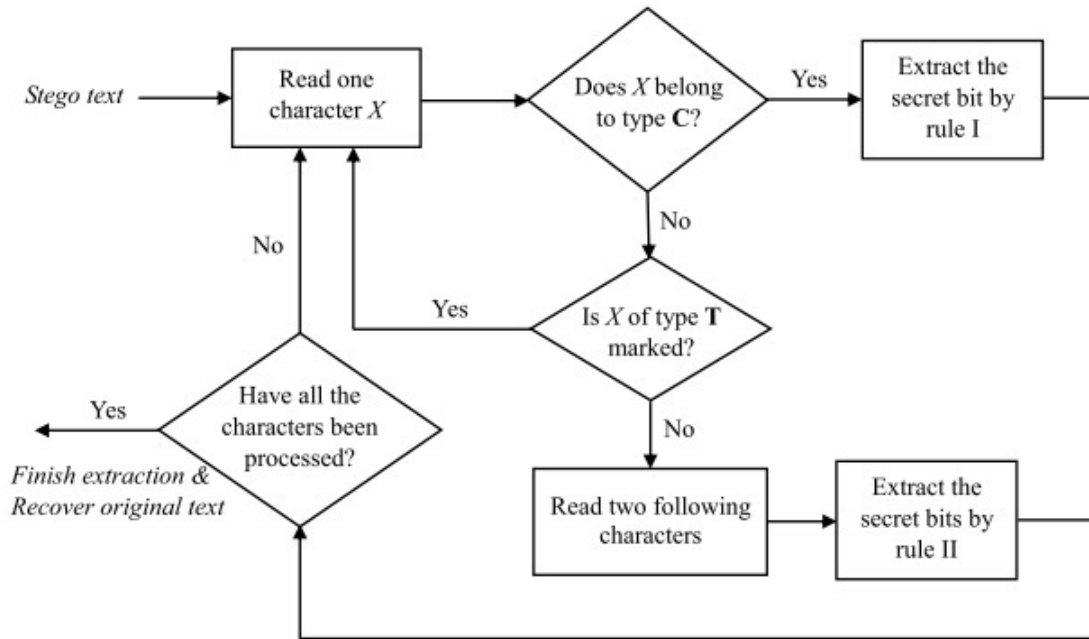 Stego text
Read one
character X
Does X belong
to type C?
Yes
Extract the
secret bit by
rule I
No
No
Yes
Is X of type T
marked?
Have all the
characters been
processed?
Yes
Finish extraction &
Recover original text
No
Read two following
characters
Extract the
secret bits by
rule II